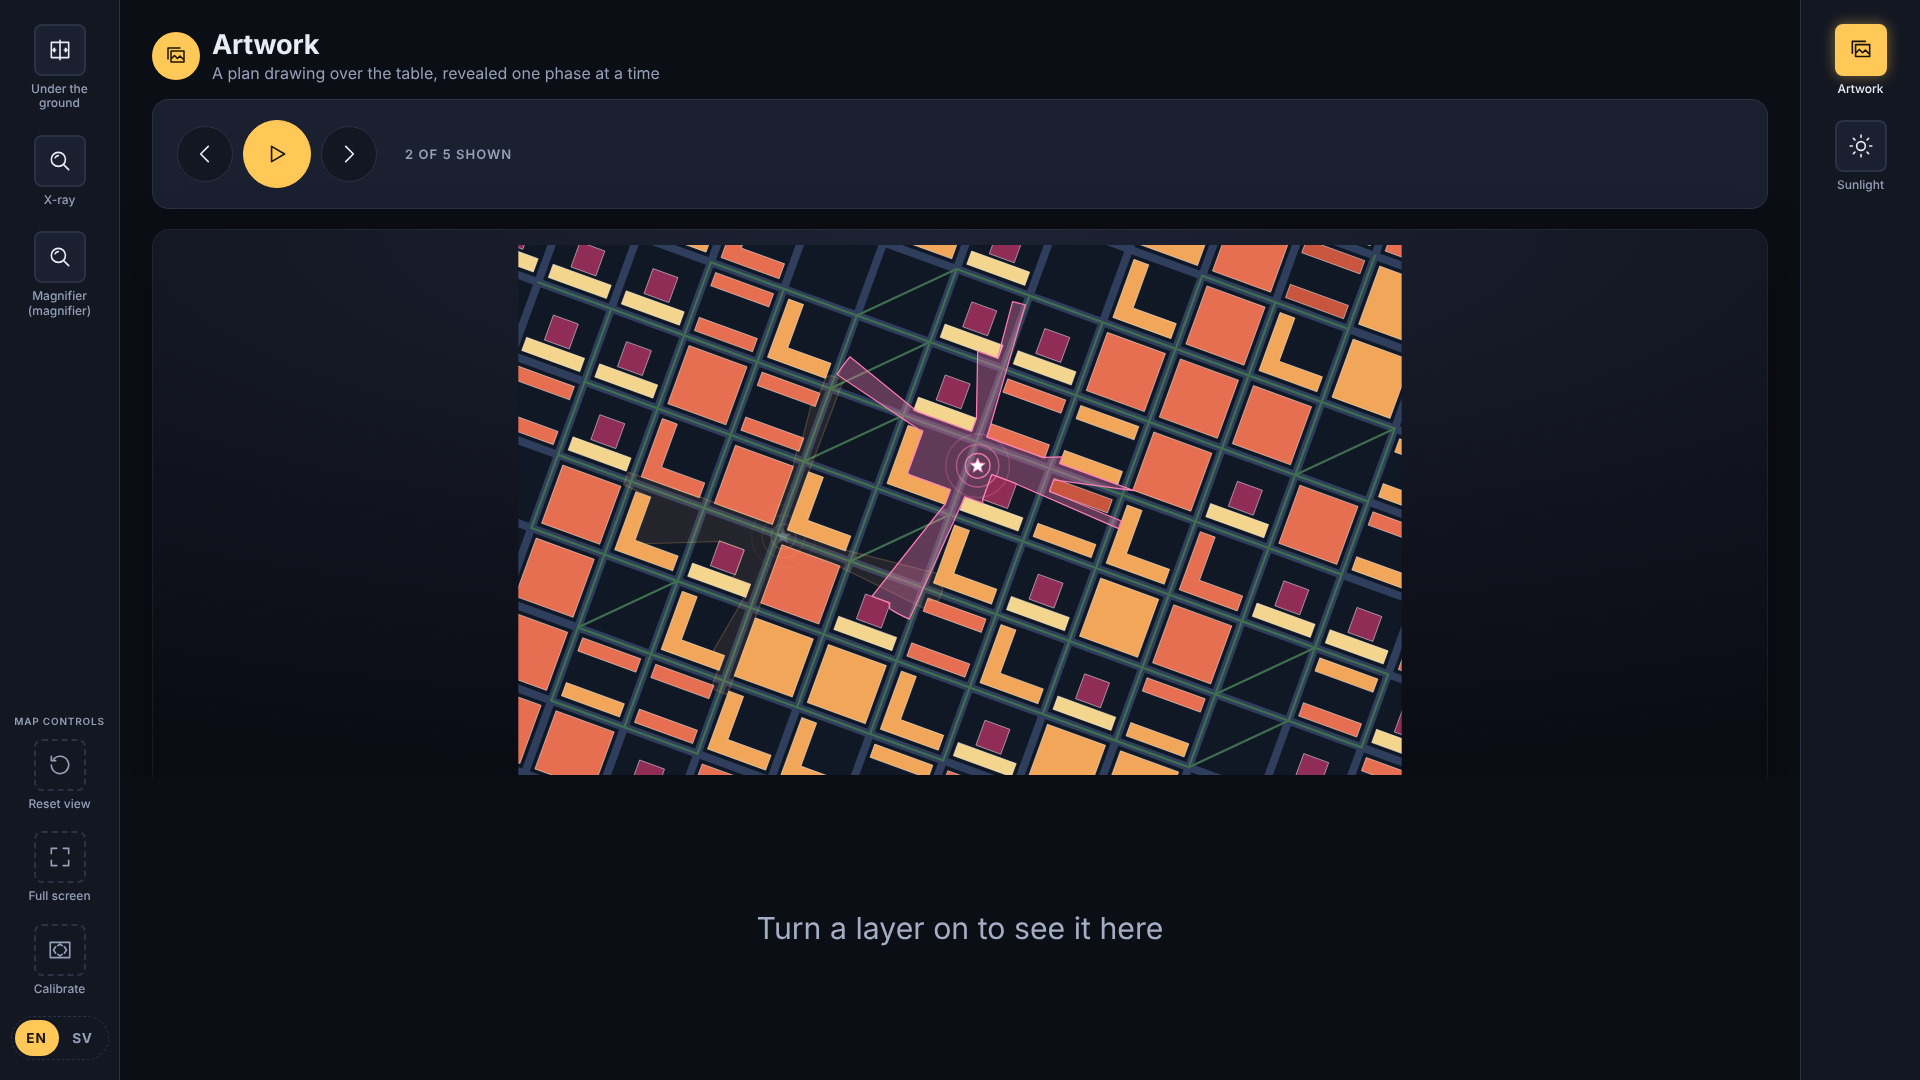 Under the
ground
X-ray
Magnifier
(magnifier)
MAP CONTROLS
Reset view
Full screen
Calibrate
EN SV
Artwork
A plan drawing over the table, revealed one phase at a time
2 OF 5 SHOWN
Turn a layer on to see it here
Artwork
Sunlight